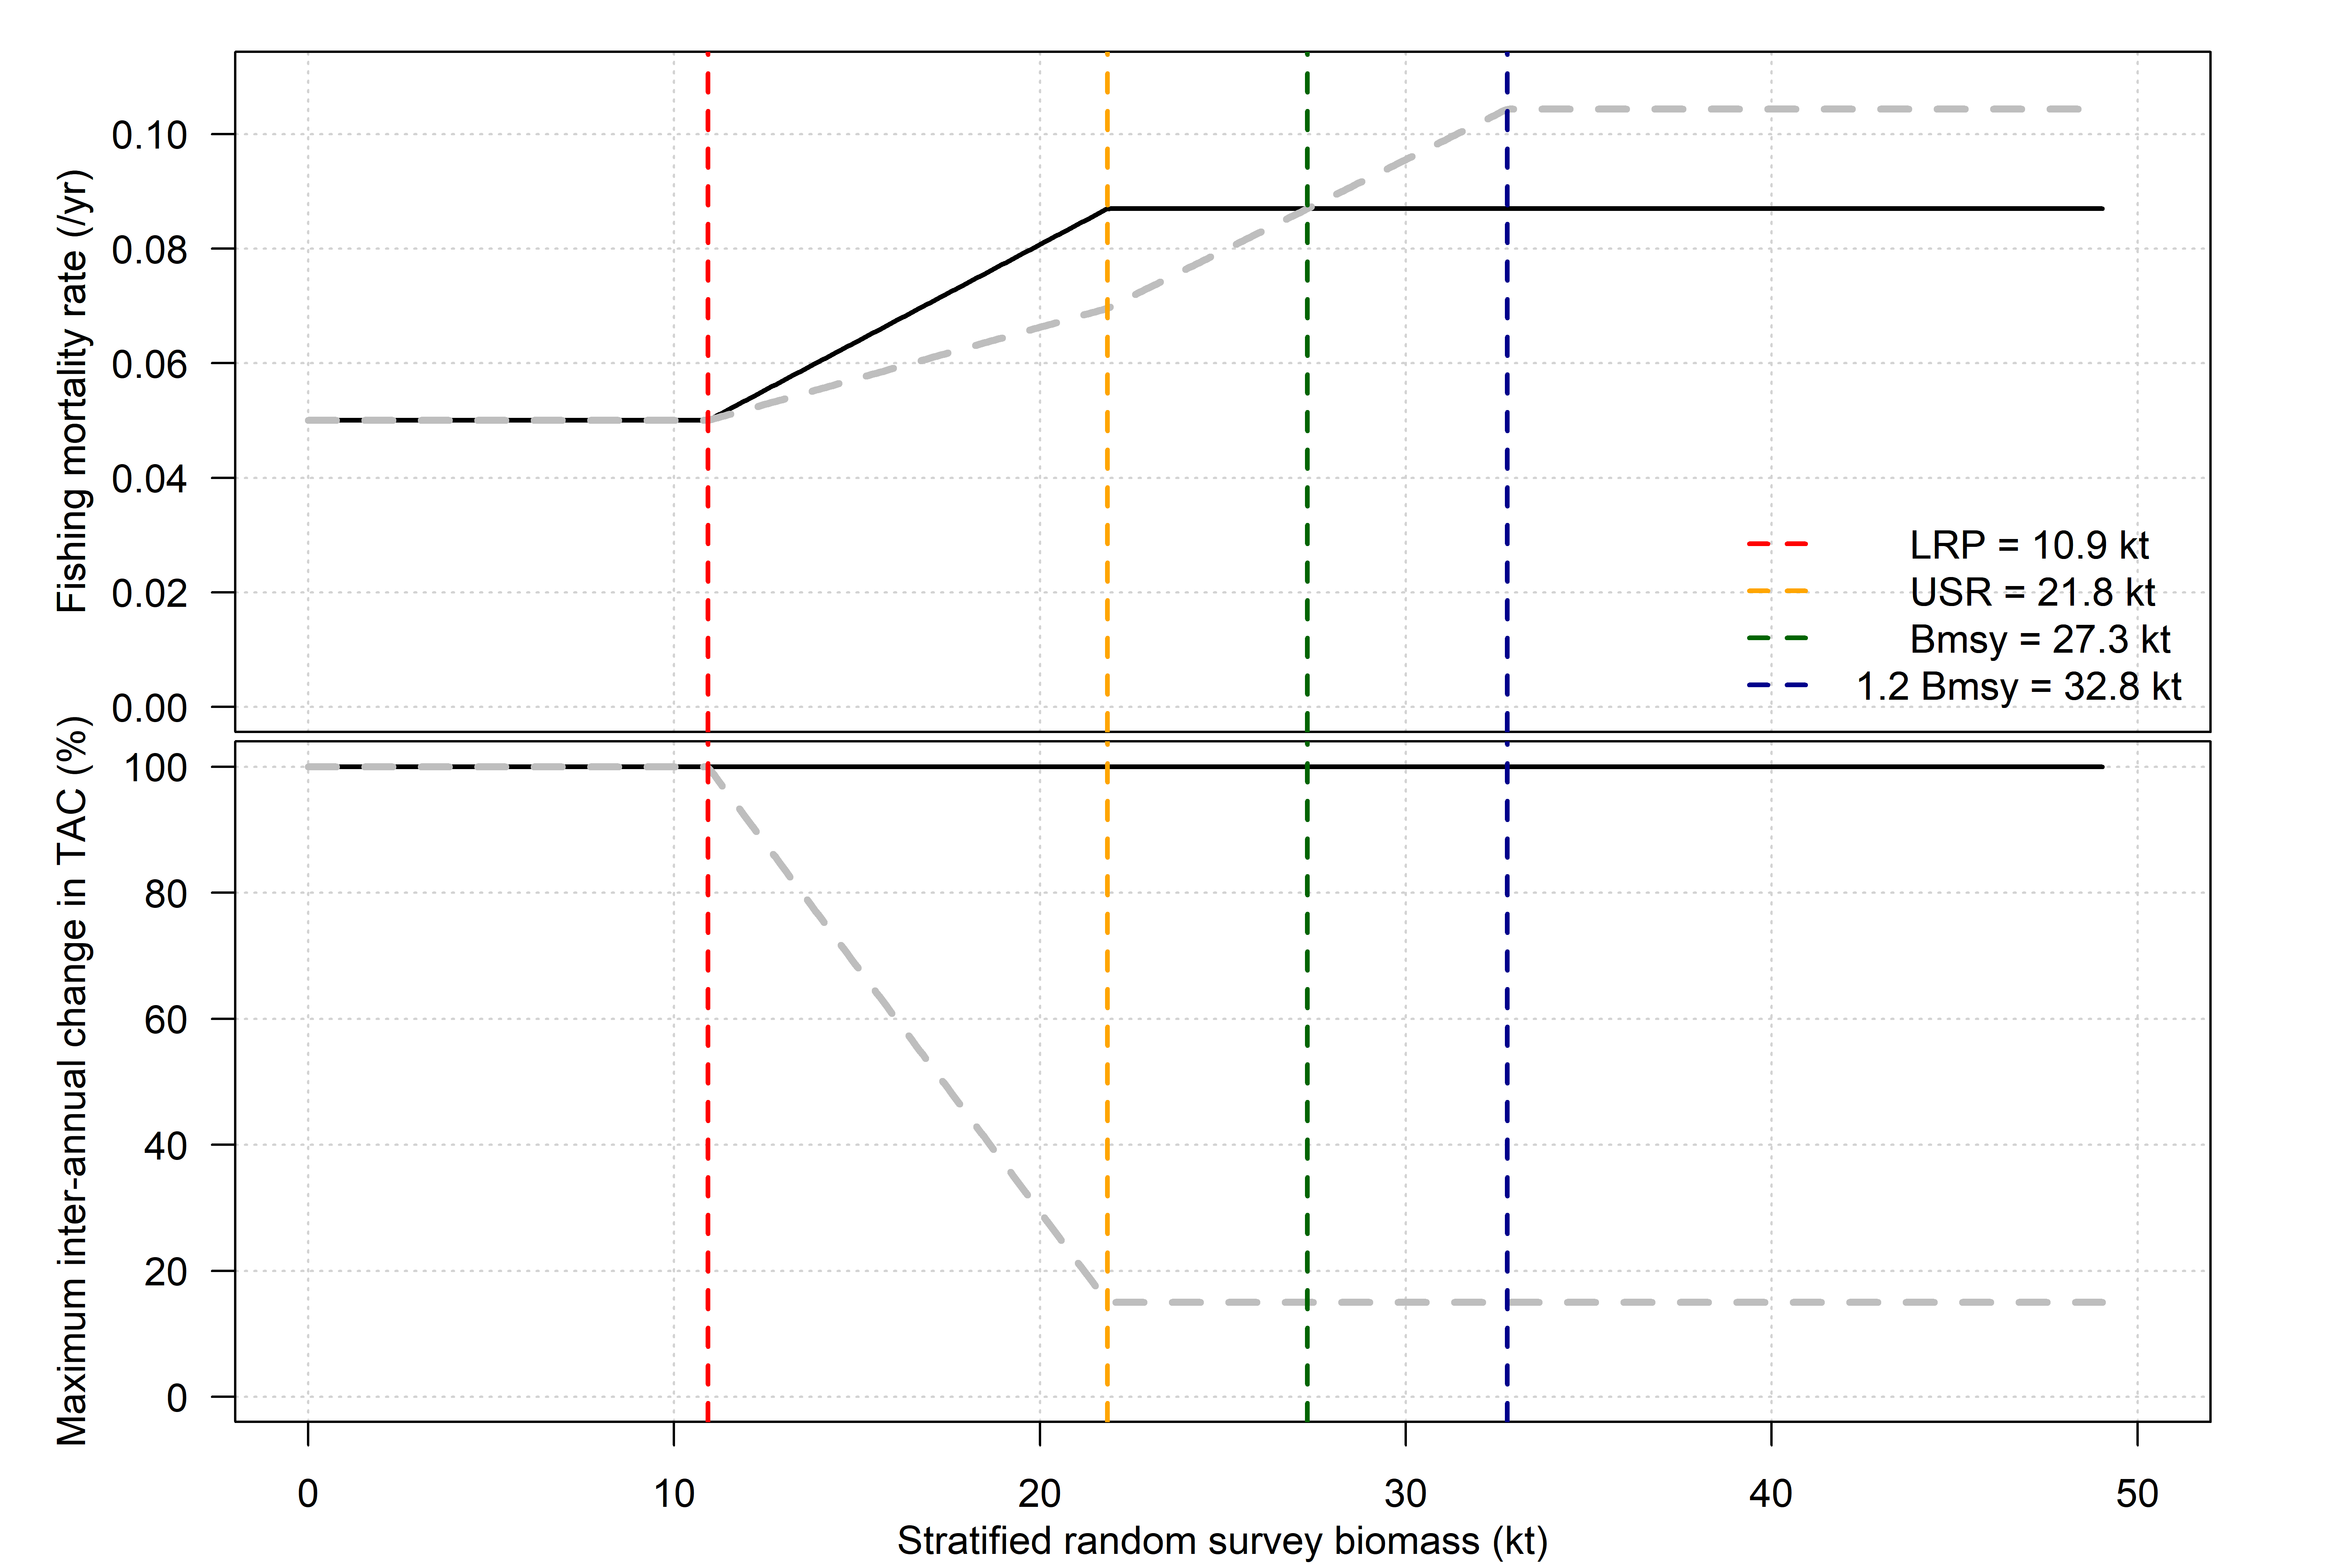 Fishing mortality rate (/yr)
0.10
0.08
0.06
0.04
0.02
0.00
LRP = 10.9 kt
USR = 21.8 kt
Bmsy = 27.3 kt
1.2 Bmsy = 32.8 kt
Maximum inter-annual change in TAC (%)
100
80
60
40
20
0
0 10 20 30 40 50
Stratified random survey biomass (kt)